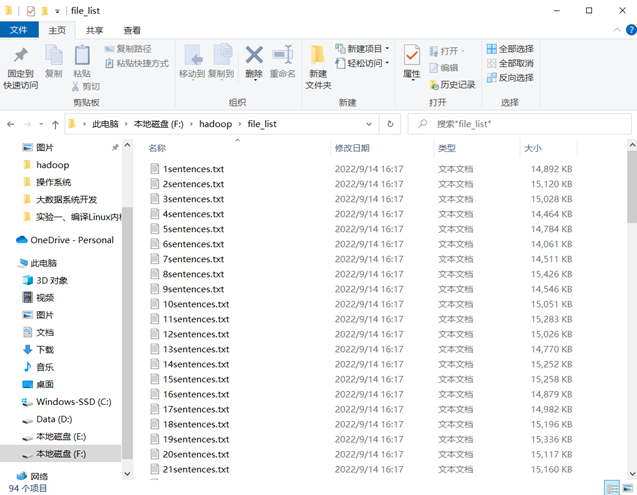 file_list
文件 主页 共享 查看
固定到快速访问
复制
粘贴
复制路径
粘贴快捷方式
剪切
剪贴板
移动到 复制到 删除 重命名
组织
新建文件夹
新建项目
轻松访问
新建
属性
打开
编辑
历史记录
打开
全部选择
全部取消
反向选择
选择
此电脑 本地磁盘 (F:) hadoop file_list
搜索"file_list"
图片
hadoop
操作系统
大数据系统开发
实验一、编译Linux内核
OneDrive - Personal
此电脑
3D 对象
视频
图片
文档
下载
音乐
桌面
Windows-SSD (C:)
Data (D:)
本地磁盘 (E:)
本地磁盘 (F:)
网络
名称 修改日期 类型 大小
1sentences.txt 2022/9/14 16:17 文本文档 14,892 KB
2sentences.txt 2022/9/14 16:17 文本文档 15,120 KB
3sentences.txt 2022/9/14 16:17 文本文档 15,028 KB
4sentences.txt 2022/9/14 16:17 文本文档 14,464 KB
5sentences.txt 2022/9/14 16:17 文本文档 14,784 KB
6sentences.txt 2022/9/14 16:17 文本文档 14,061 KB
7sentences.txt 2022/9/14 16:17 文本文档 14,511 KB
8sentences.txt 2022/9/14 16:17 文本文档 15,426 KB
9sentences.txt 2022/9/14 16:17 文本文档 14,546 KB
10sentences.txt 2022/9/14 16:17 文本文档 15,051 KB
11sentences.txt 2022/9/14 16:17 文本文档 15,283 KB
12sentences.txt 2022/9/14 16:17 文本文档 15,026 KB
13sentences.txt 2022/9/14 16:17 文本文档 14,770 KB
14sentences.txt 2022/9/14 16:17 文本文档 15,252 KB
15sentences.txt 2022/9/14 16:17 文本文档 15,258 KB
16sentences.txt 2022/9/14 16:17 文本文档 14,879 KB
17sentences.txt 2022/9/14 16:17 文本文档 14,982 KB
18sentences.txt 2022/9/14 16:17 文本文档 15,196 KB
19sentences.txt 2022/9/14 16:17 文本文档 15,336 KB
20sentences.txt 2022/9/14 16:17 文本文档 15,117 KB
21sentences.txt 2022/9/14 16:17 文本文档 15,160 KB
94 个项目